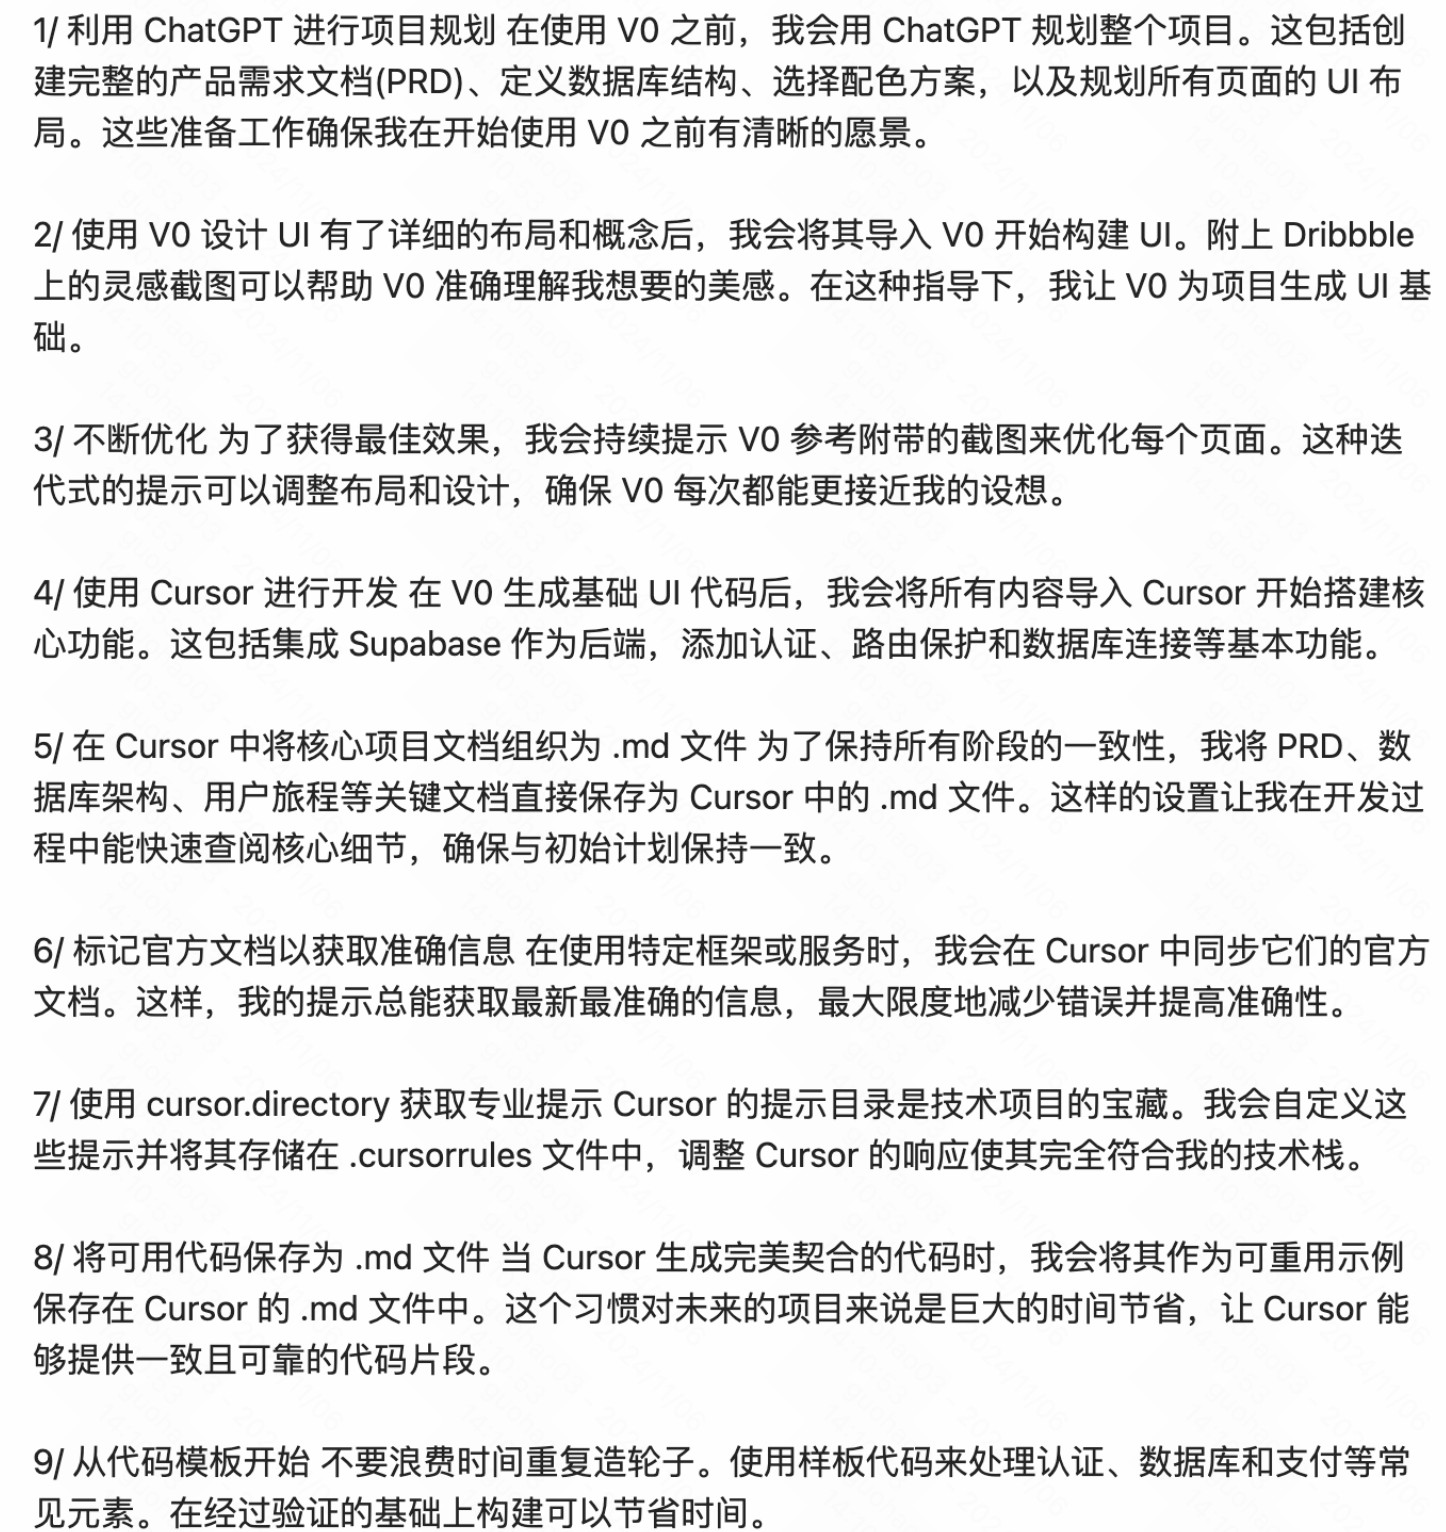 1/ 利用 ChatGPT 进行项目规划 在使用 V0 之前，我会用 ChatGPT 规划整个项目。这包括创
建完整的产品需求文档(PRD)、定义数据库结构、选择配色方案，以及规划所有页面的 UI 布
局。这些准备工作确保我在开始使用 V0 之前有清晰的愿景。
2/ 使用 V0 设计 UI 有了详细的布局和概念后，我会将其导入 V0 开始构建 UI。附上 Dribbble
上的灵感截图可以帮助 V0 准确理解我想要的美感。在这种指导下，我让 V0 为项目生成 UI 基
础。
3/ 不断优化 为了获得最佳效果，我会持续提示 V0 参考附带的截图来优化每个页面。这种迭
代式的提示可以调整布局和设计，确保 V0 每次都能更接近我的设想。
4/ 使用 Cursor 进行开发 在 V0 生成基础 UI 代码后，我会将所有内容导入 Cursor 开始搭建核
心功能。这包括集成 Supabase 作为后端，添加认证、路由保护和数据库连接等基本功能。
5/ 在 Cursor 中将核心项目文档组织为 .md 文件 为了保持所有阶段的一致性，我将 PRD、数
据库架构、用户旅程等关键文档直接保存为 Cursor 中的 .md 文件。这样的设置让我在开发过
程中能快速查阅核心细节，确保与初始计划保持一致。
6/ 标记官方文档以获取准确信息 在使用特定框架或服务时，我会在 Cursor 中同步它们的官方
文档。这样，我的提示总能获取最新最准确的信息，最大限度地减少错误并提高准确性。
7/ 使用 cursor.directory 获取专业提示 Cursor 的提示目录是技术项目的宝藏。我会自定义这
些提示并将其存储在 .cursorrules 文件中，调整 Cursor 的响应使其完全符合我的技术栈。
8/ 将可用代码保存为 .md 文件 当 Cursor 生成完美契合的代码时，我会将其作为可重用示例
保存在 Cursor 的 .md 文件中。这个习惯对未来的项目来说是巨大的时间节省，让 Cursor 能
够提供一致且可靠的代码片段。
9/ 从代码模板开始 不要浪费时间重复造轮子。使用样板代码来处理认证、数据库和支付等常
见元素。在经过验证的基础上构建可以节省时间。